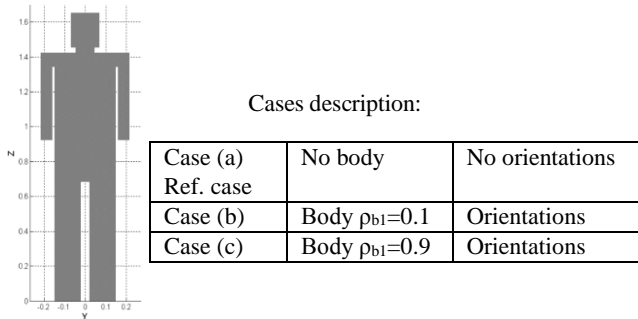 Cases description:
Case (a) No body No orientations
Ref. case
Case (b) Body ρb1=0.1 Orientations
Case (c) Body ρb1=0.9 Orientations
1.6
1.4
1.2
1
0.8
0.6
0.4
0.2
0
Z
-0.2 -0.1 0 0.1 0.2
Y